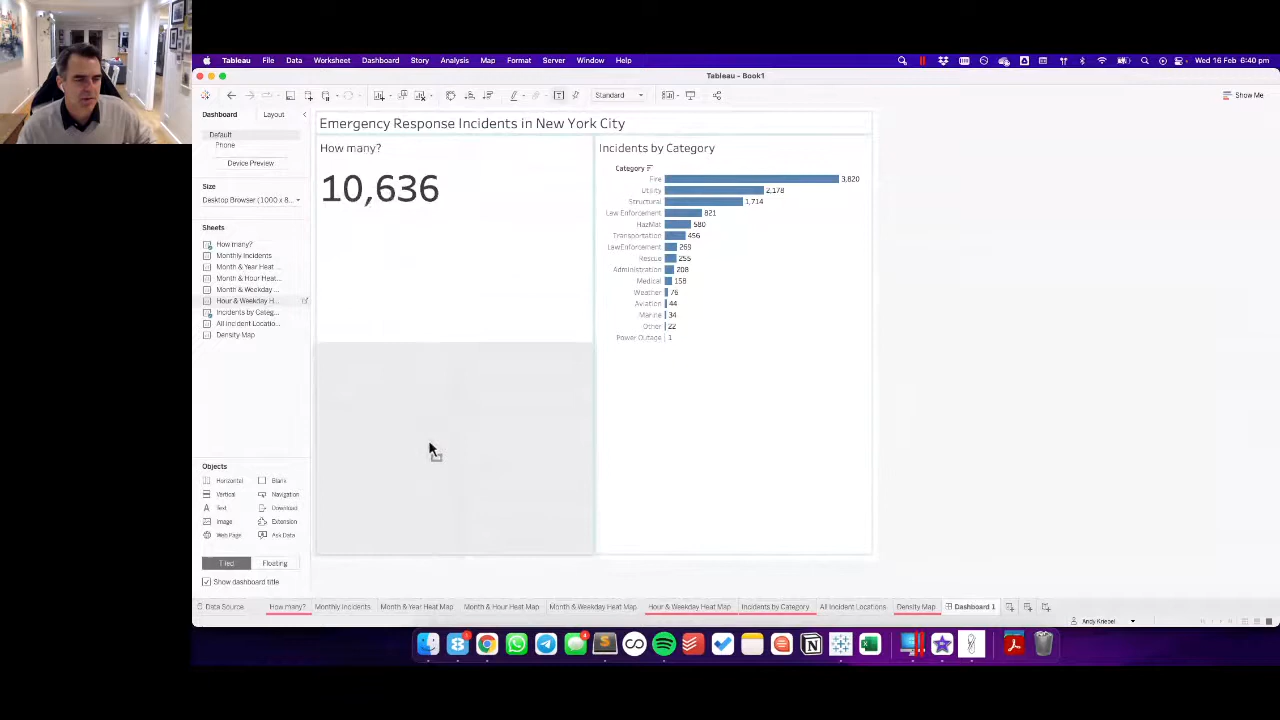 Tableau File Data Worksheet Dashboard Story Analysis Map Format Server Window Help
Wed 16 Feb 6:40 pm
Tableau - Book1
Standard
Show Me
Dashboard Layout
Default
Phone
Device Preview
Size
Desktop Browser (1000 x 8...
Sheets
How many?
Monthly Incidents
Month & Year Heat ...
Month & Hour Heat...
Month & Weekday ...
Hour & Weekday H...
Incidents by Categ...
All Incident Locatio...
Density Map
Objects
Horizontal Blank
Vertical Navigation
Text Download
Image Extension
Web Page Ask Data
Tiled Floating
Show dashboard title
Emergency Response Incidents in New York City
How many?
10,636
Incidents by Category
Category
Fire 3,820
Utility 2,178
Structural 1,714
Law Enforcement 821
HazMat 580
Transportation 456
LawEnforcement 269
Rescue 255
Administration 208
Medical 158
Weather 76
Aviation 44
Marine 34
Other 22
Power Outage 1
Data Source How many? Monthly Incidents Month & Year Heat Map Month & Hour Heat Map Month & Weekday Heat Map Hour & Weekday Heat Map Incidents by Category All Incident Locations Density Map Dashboard 1
Andy Kriebel